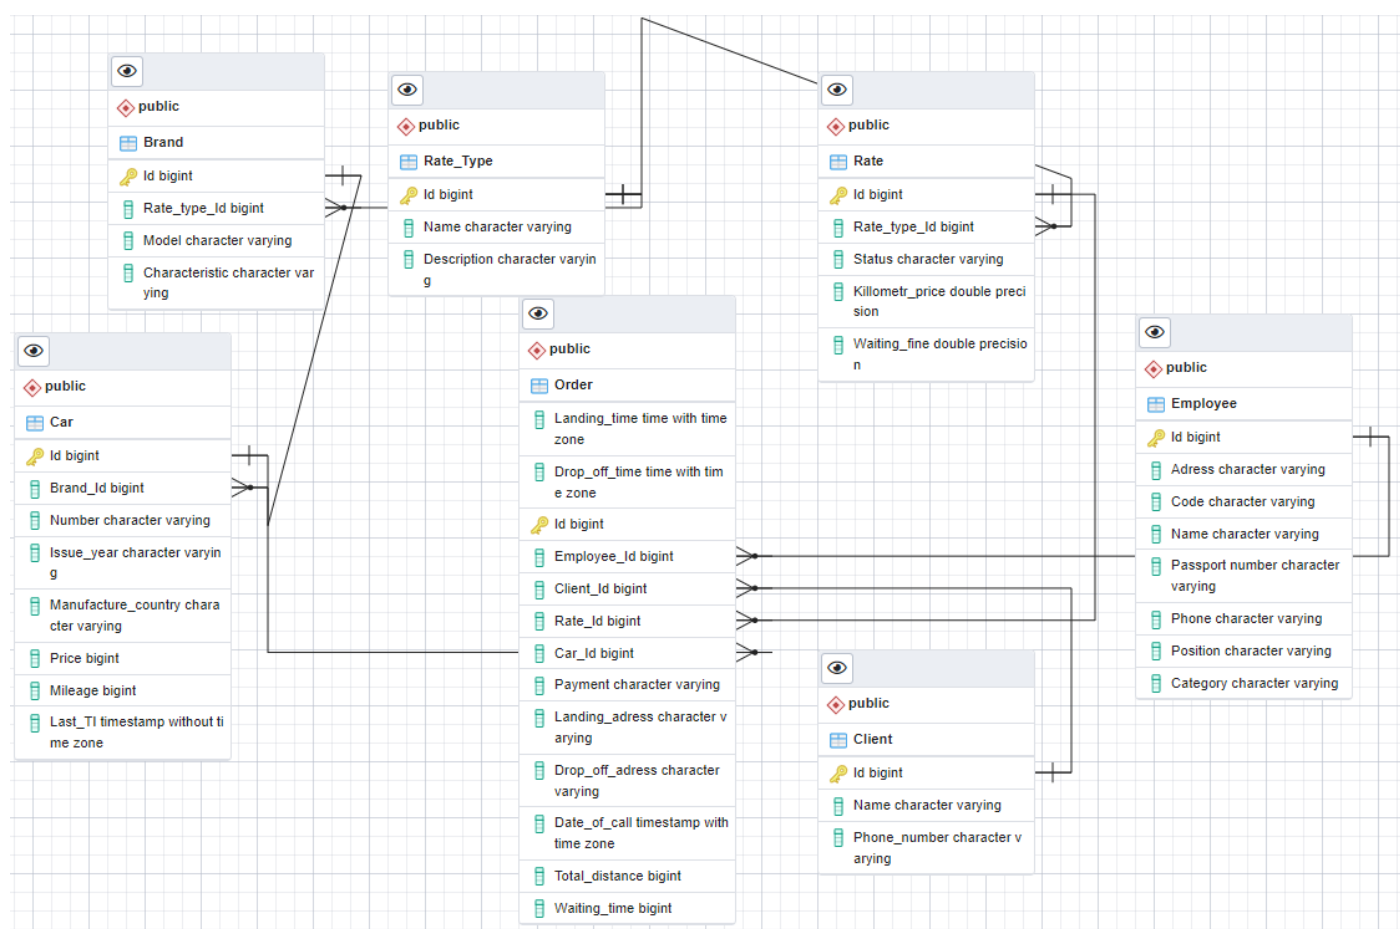 public
Brand
Id bigint
Rate_type_Id bigint
Model character varying
Characteristic character var
ying
public
Rate_Type
Id bigint
Name character varying
Description character varyin
g
public
Rate
Id bigint
Rate_type_Id bigint
Status character varying
Killometr_price double preci
sion
Waiting_fine double precisio
n
public
Car
Id bigint
Brand_Id bigint
Number character varying
Issue_year character varyin
g
Manufacture_country chara
cter varying
Price bigint
Mileage bigint
Last_TI timestamp without ti
me zone
public
Order
Landing_time time with time
zone
Drop_off_time time with tim
e zone
Id bigint
Employee_Id bigint
Client_Id bigint
Rate_Id bigint
Car_Id bigint
Payment character varying
Landing_adress character v
arying
Drop_off_adress character
varying
Date_of_call timestamp with
time zone
Total_distance bigint
Waiting_time bigint
public
Employee
Id bigint
Adress character varying
Code character varying
Name character varying
Passport number character
varying
Phone character varying
Position character varying
Category character varying
public
Client
Id bigint
Name character varying
Phone_number character v
arying